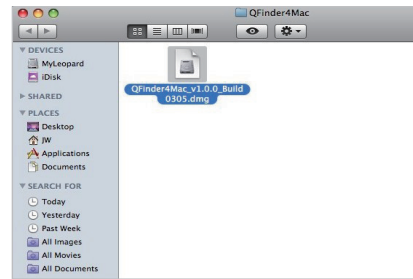 QFinder4Mac
DEVICES
MyLeopard
iDisk
SHARED
PLACES
Desktop
JW
Applications
Documents
SEARCH FOR
Today
Yesterday
Past Week
All Images
All Movies
All Documents
QFinder4Mac_v1.0.0_Build
0305.dmg